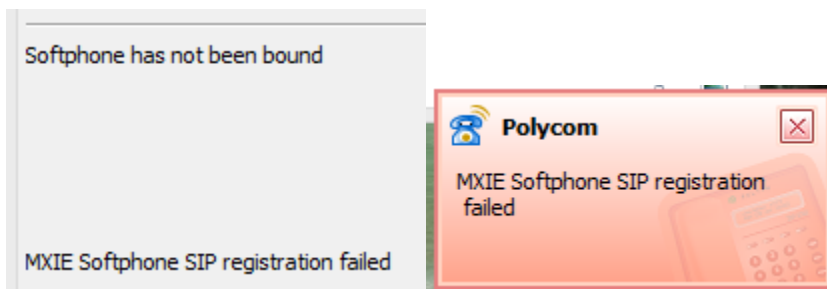 Softphone has not been bound
MXIE Softphone SIP registration failed
Polycom
MXIE Softphone SIP registration
failed